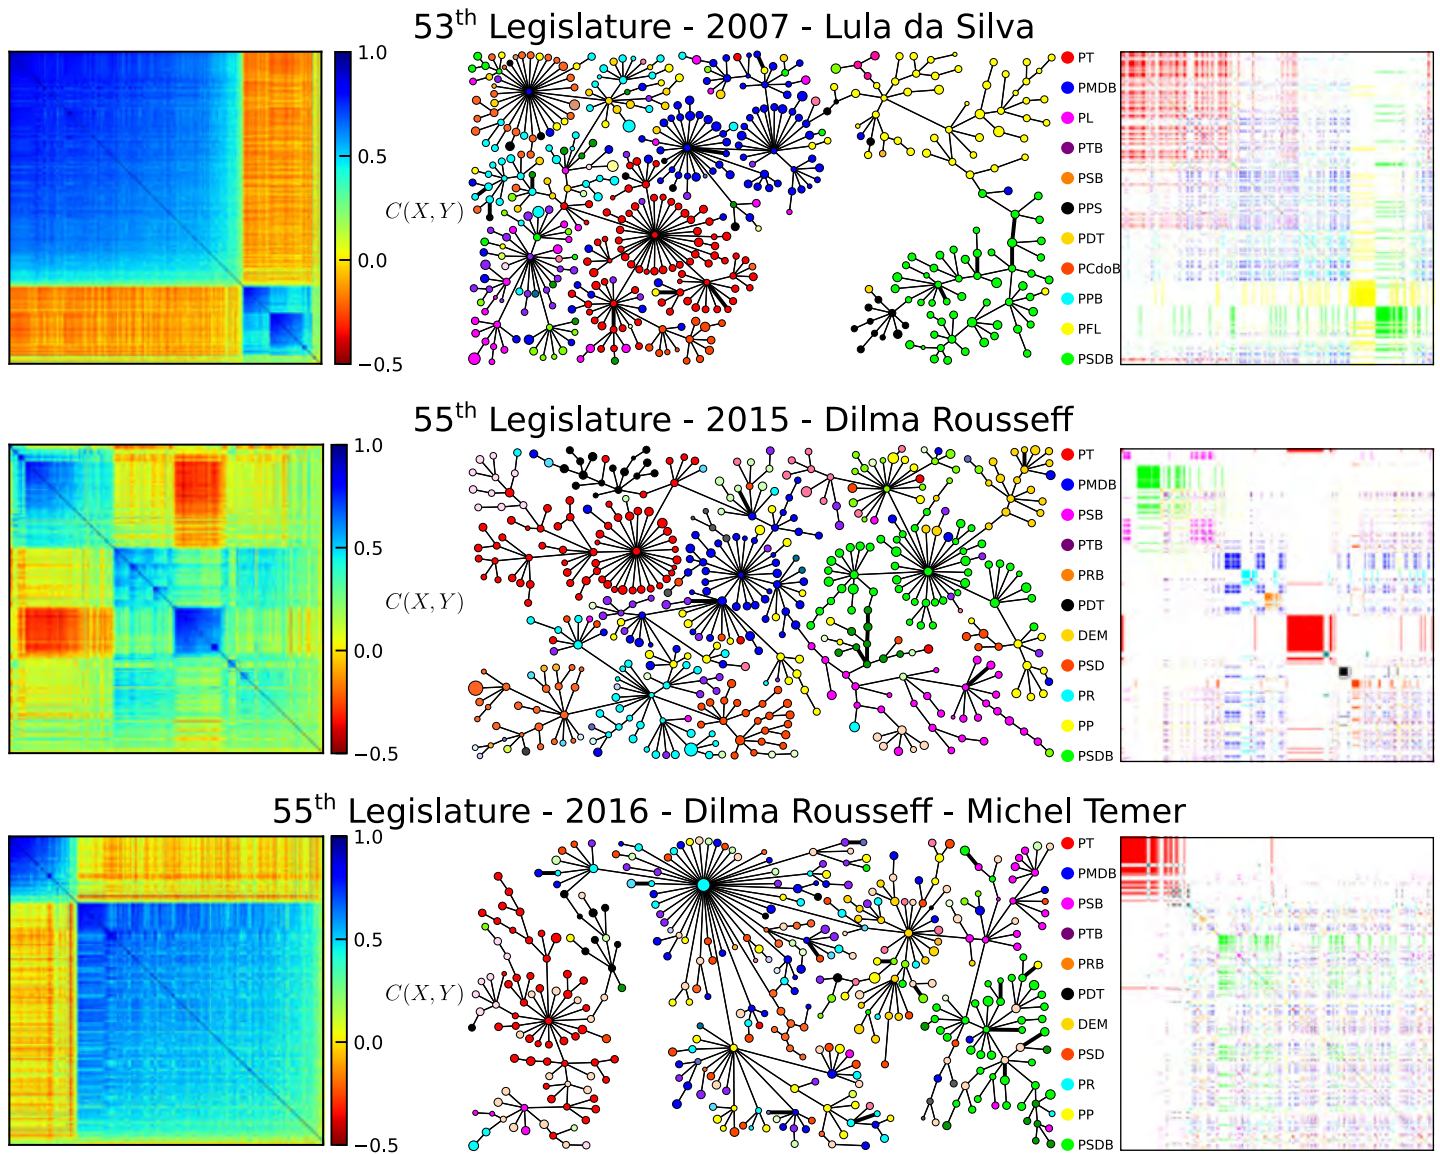 53th Legislature - 2007 - Lula da Silva
1.0
0.5
0.0
−0.5
C(X, Y)
PT
PMDB
PL
PTB
PSB
PPS
PDT
PCdoB
PPB
PFL
PSDB
55th Legislature - 2015 - Dilma Rousseff
1.0
0.5
0.0
−0.5
C(X, Y)
PT
PMDB
PSB
PTB
PRB
PDT
DEM
PSD
PR
PP
PSDB
55th Legislature - 2016 - Dilma Rousseff - Michel Temer
1.0
0.5
0.0
−0.5
C(X, Y)
PT
PMDB
PSB
PTB
PRB
PDT
DEM
PSD
PR
PP
PSDB